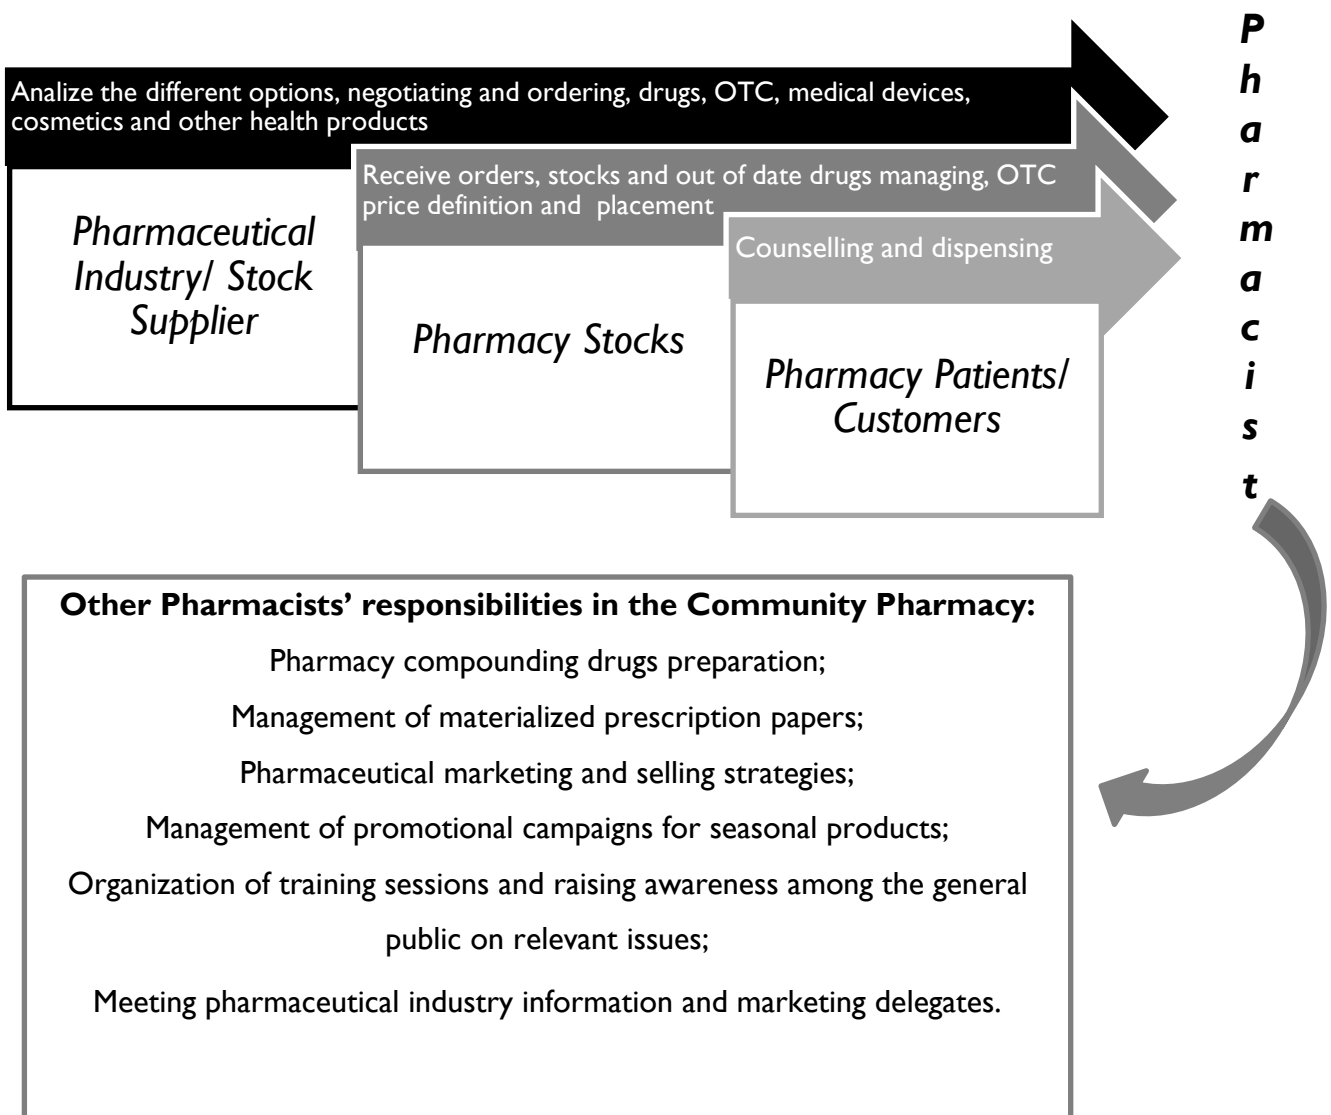 Analize the different options, negotiating and ordering, drugs, OTC, medical devices,
cosmetics and other health products
Pharmaceutical
Industry/ Stock
Supplier
Receive orders, stocks and out of date drugs managing, OTC
price definition and placement
Pharmacy Stocks
Counselling and dispensing
Pharmacy Patients/
Customers
P
h
a
r
m
a
c
i
s
t
Other Pharmacists’ responsibilities in the Community Pharmacy:
Pharmacy compounding drugs preparation;
Management of materialized prescription papers;
Pharmaceutical marketing and selling strategies;
Management of promotional campaigns for seasonal products;
Organization of training sessions and raising awareness among the general
public on relevant issues;
Meeting pharmaceutical industry information and marketing delegates.